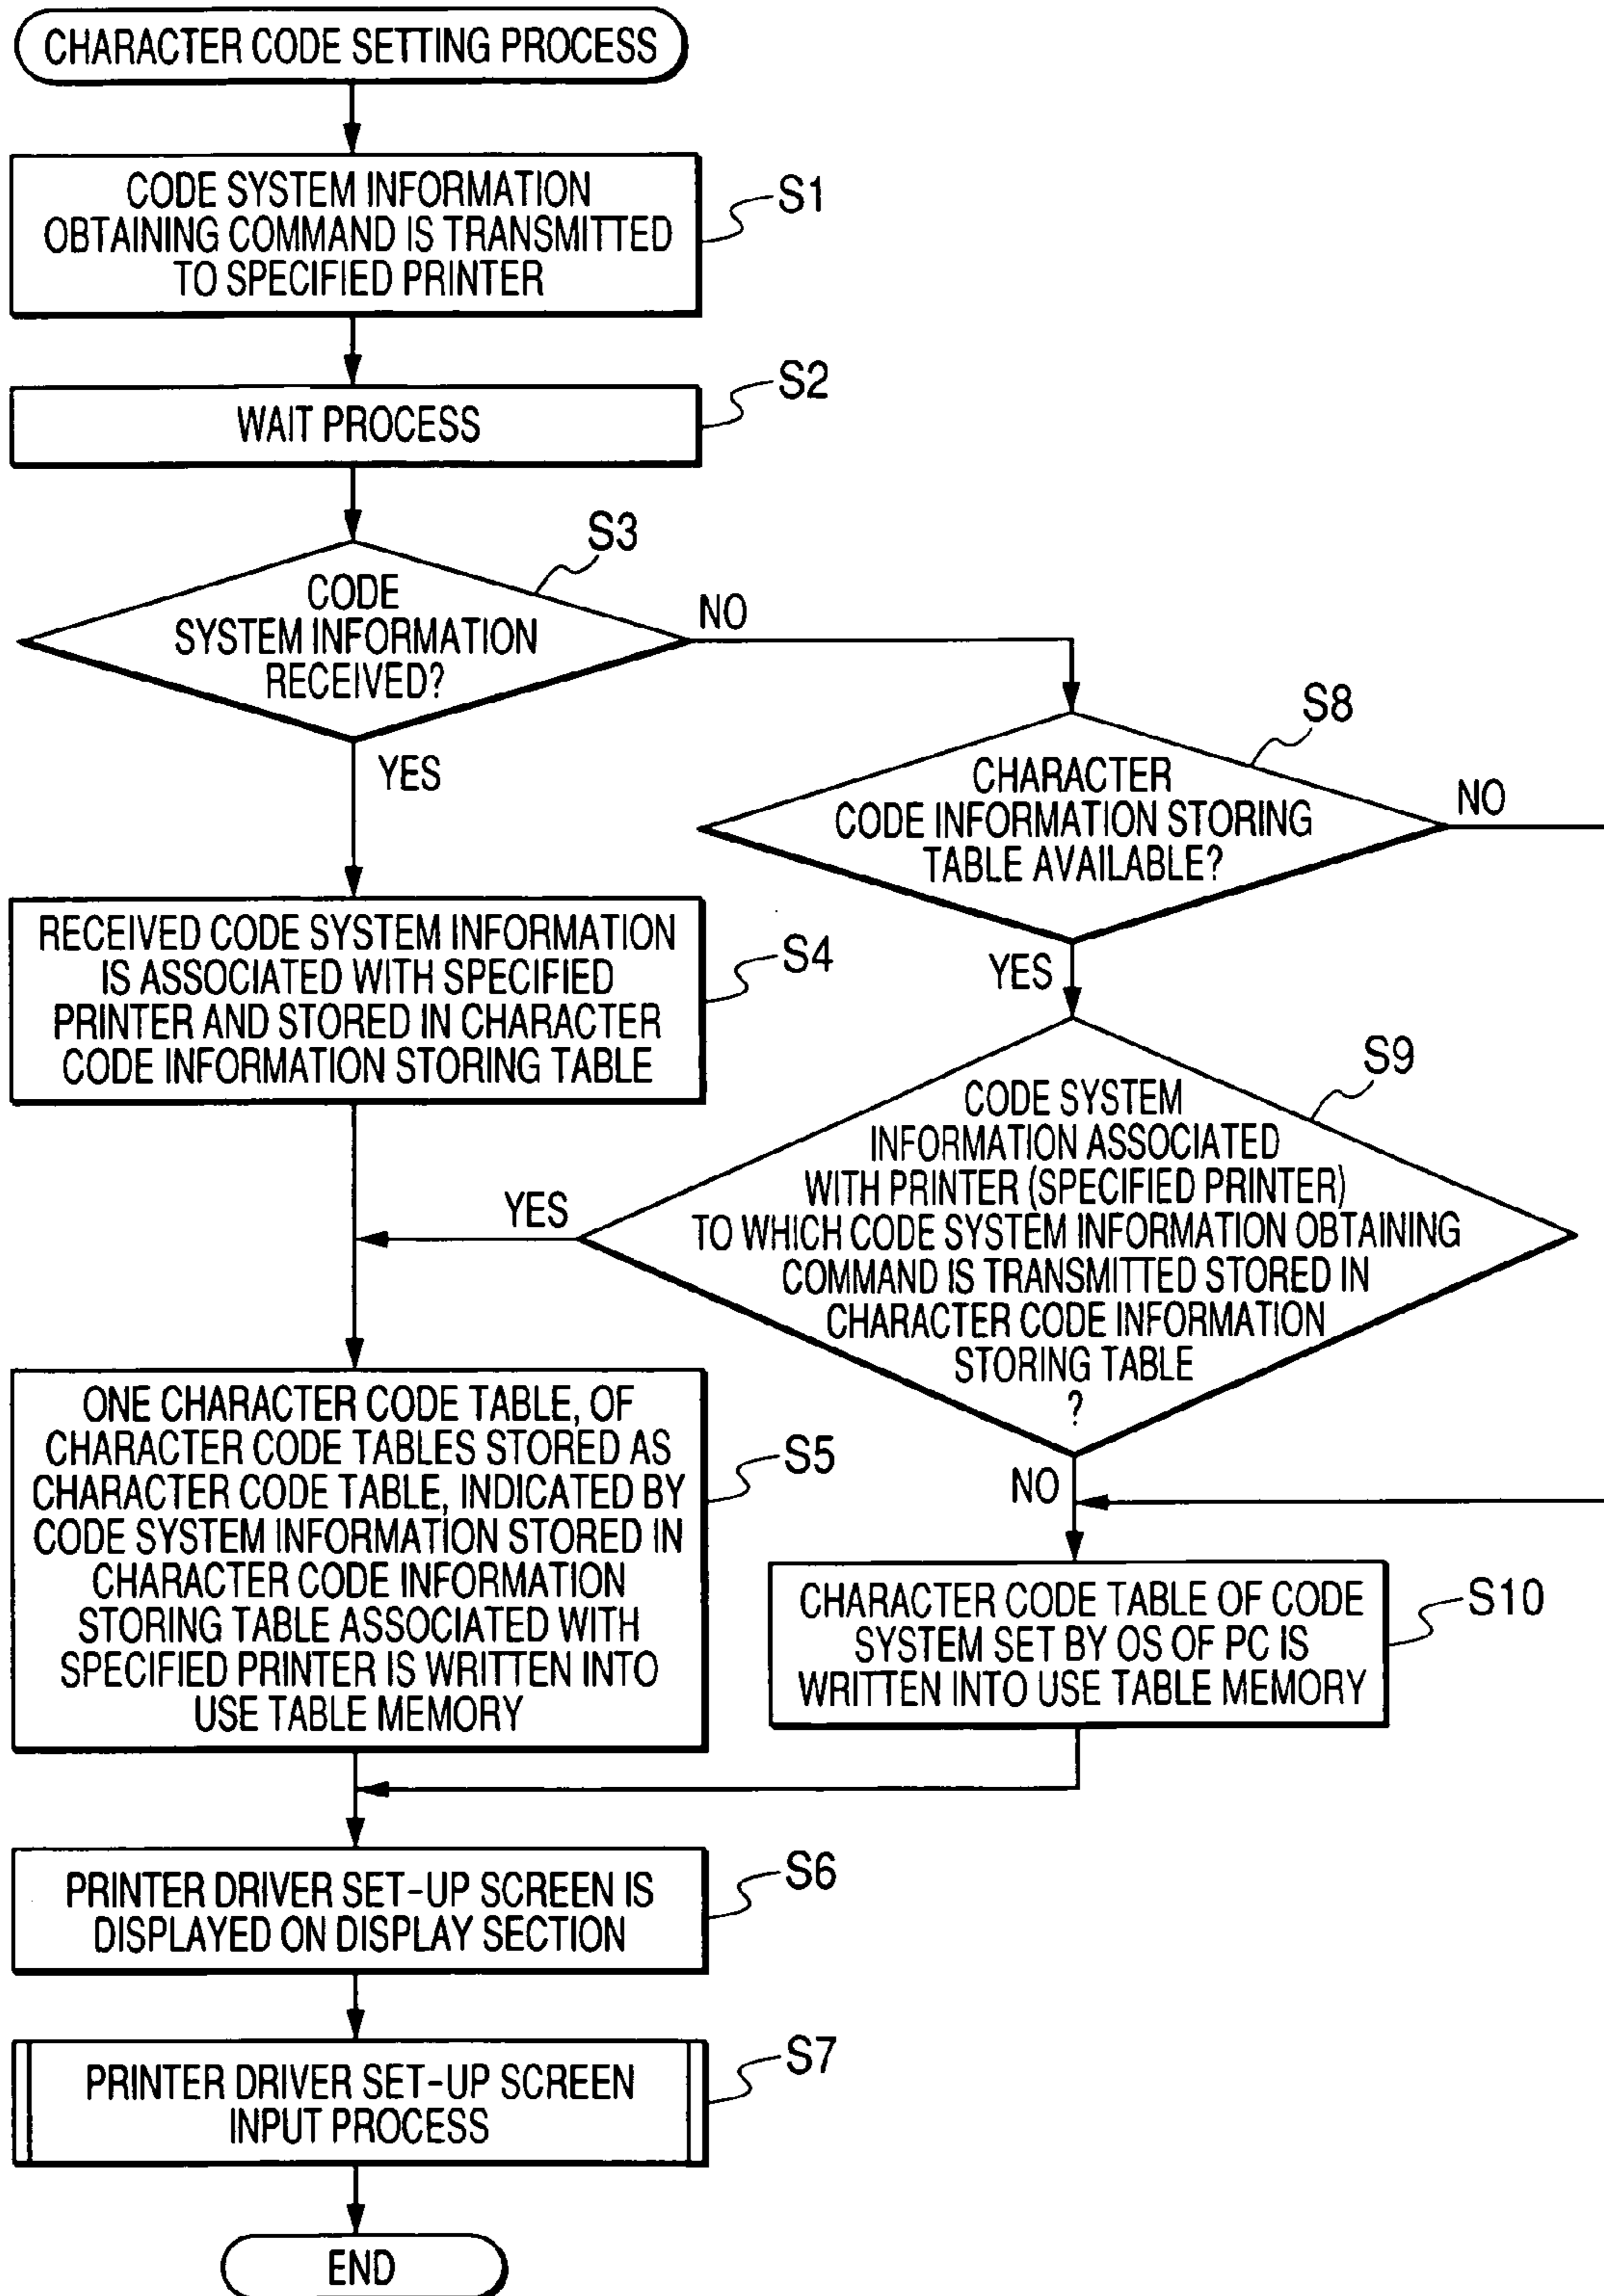 CHARACTER CODE SETTING PROCESS
CODE SYSTEM INFORMATION
OBTAINING COMMAND IS TRANSMITTED
TO SPECIFIED PRINTER
S1
WAIT PROCESS
S2
CODE
SYSTEM INFORMATION
RECEIVED?
S3
NO
YES
CHARACTER
CODE INFORMATION STORING
TABLE AVAILABLE?
S8
NO
YES
RECEIVED CODE SYSTEM INFORMATION
IS ASSOCIATED WITH SPECIFIED
PRINTER AND STORED IN CHARACTER
CODE INFORMATION STORING TABLE
S4
CODE SYSTEM
INFORMATION ASSOCIATED
WITH PRINTER (SPECIFIED PRINTER)
TO WHICH CODE SYSTEM INFORMATION OBTAINING
COMMAND IS TRANSMITTED STORED IN
CHARACTER CODE INFORMATION
STORING TABLE
?
S9
YES
NO
ONE CHARACTER CODE TABLE, OF
CHARACTER CODE TABLES STORED AS
CHARACTER CODE TABLE, INDICATED BY
CODE SYSTEM INFORMATION STORED IN
CHARACTER CODE INFORMATION
STORING TABLE ASSOCIATED WITH
SPECIFIED PRINTER IS WRITTEN INTO
USE TABLE MEMORY
S5
CHARACTER CODE TABLE OF CODE
SYSTEM SET BY OS OF PC IS
WRITTEN INTO USE TABLE MEMORY
S10
PRINTER DRIVER SET-UP SCREEN IS
DISPLAYED ON DISPLAY SECTION
S6
PRINTER DRIVER SET-UP SCREEN
INPUT PROCESS
S7
END